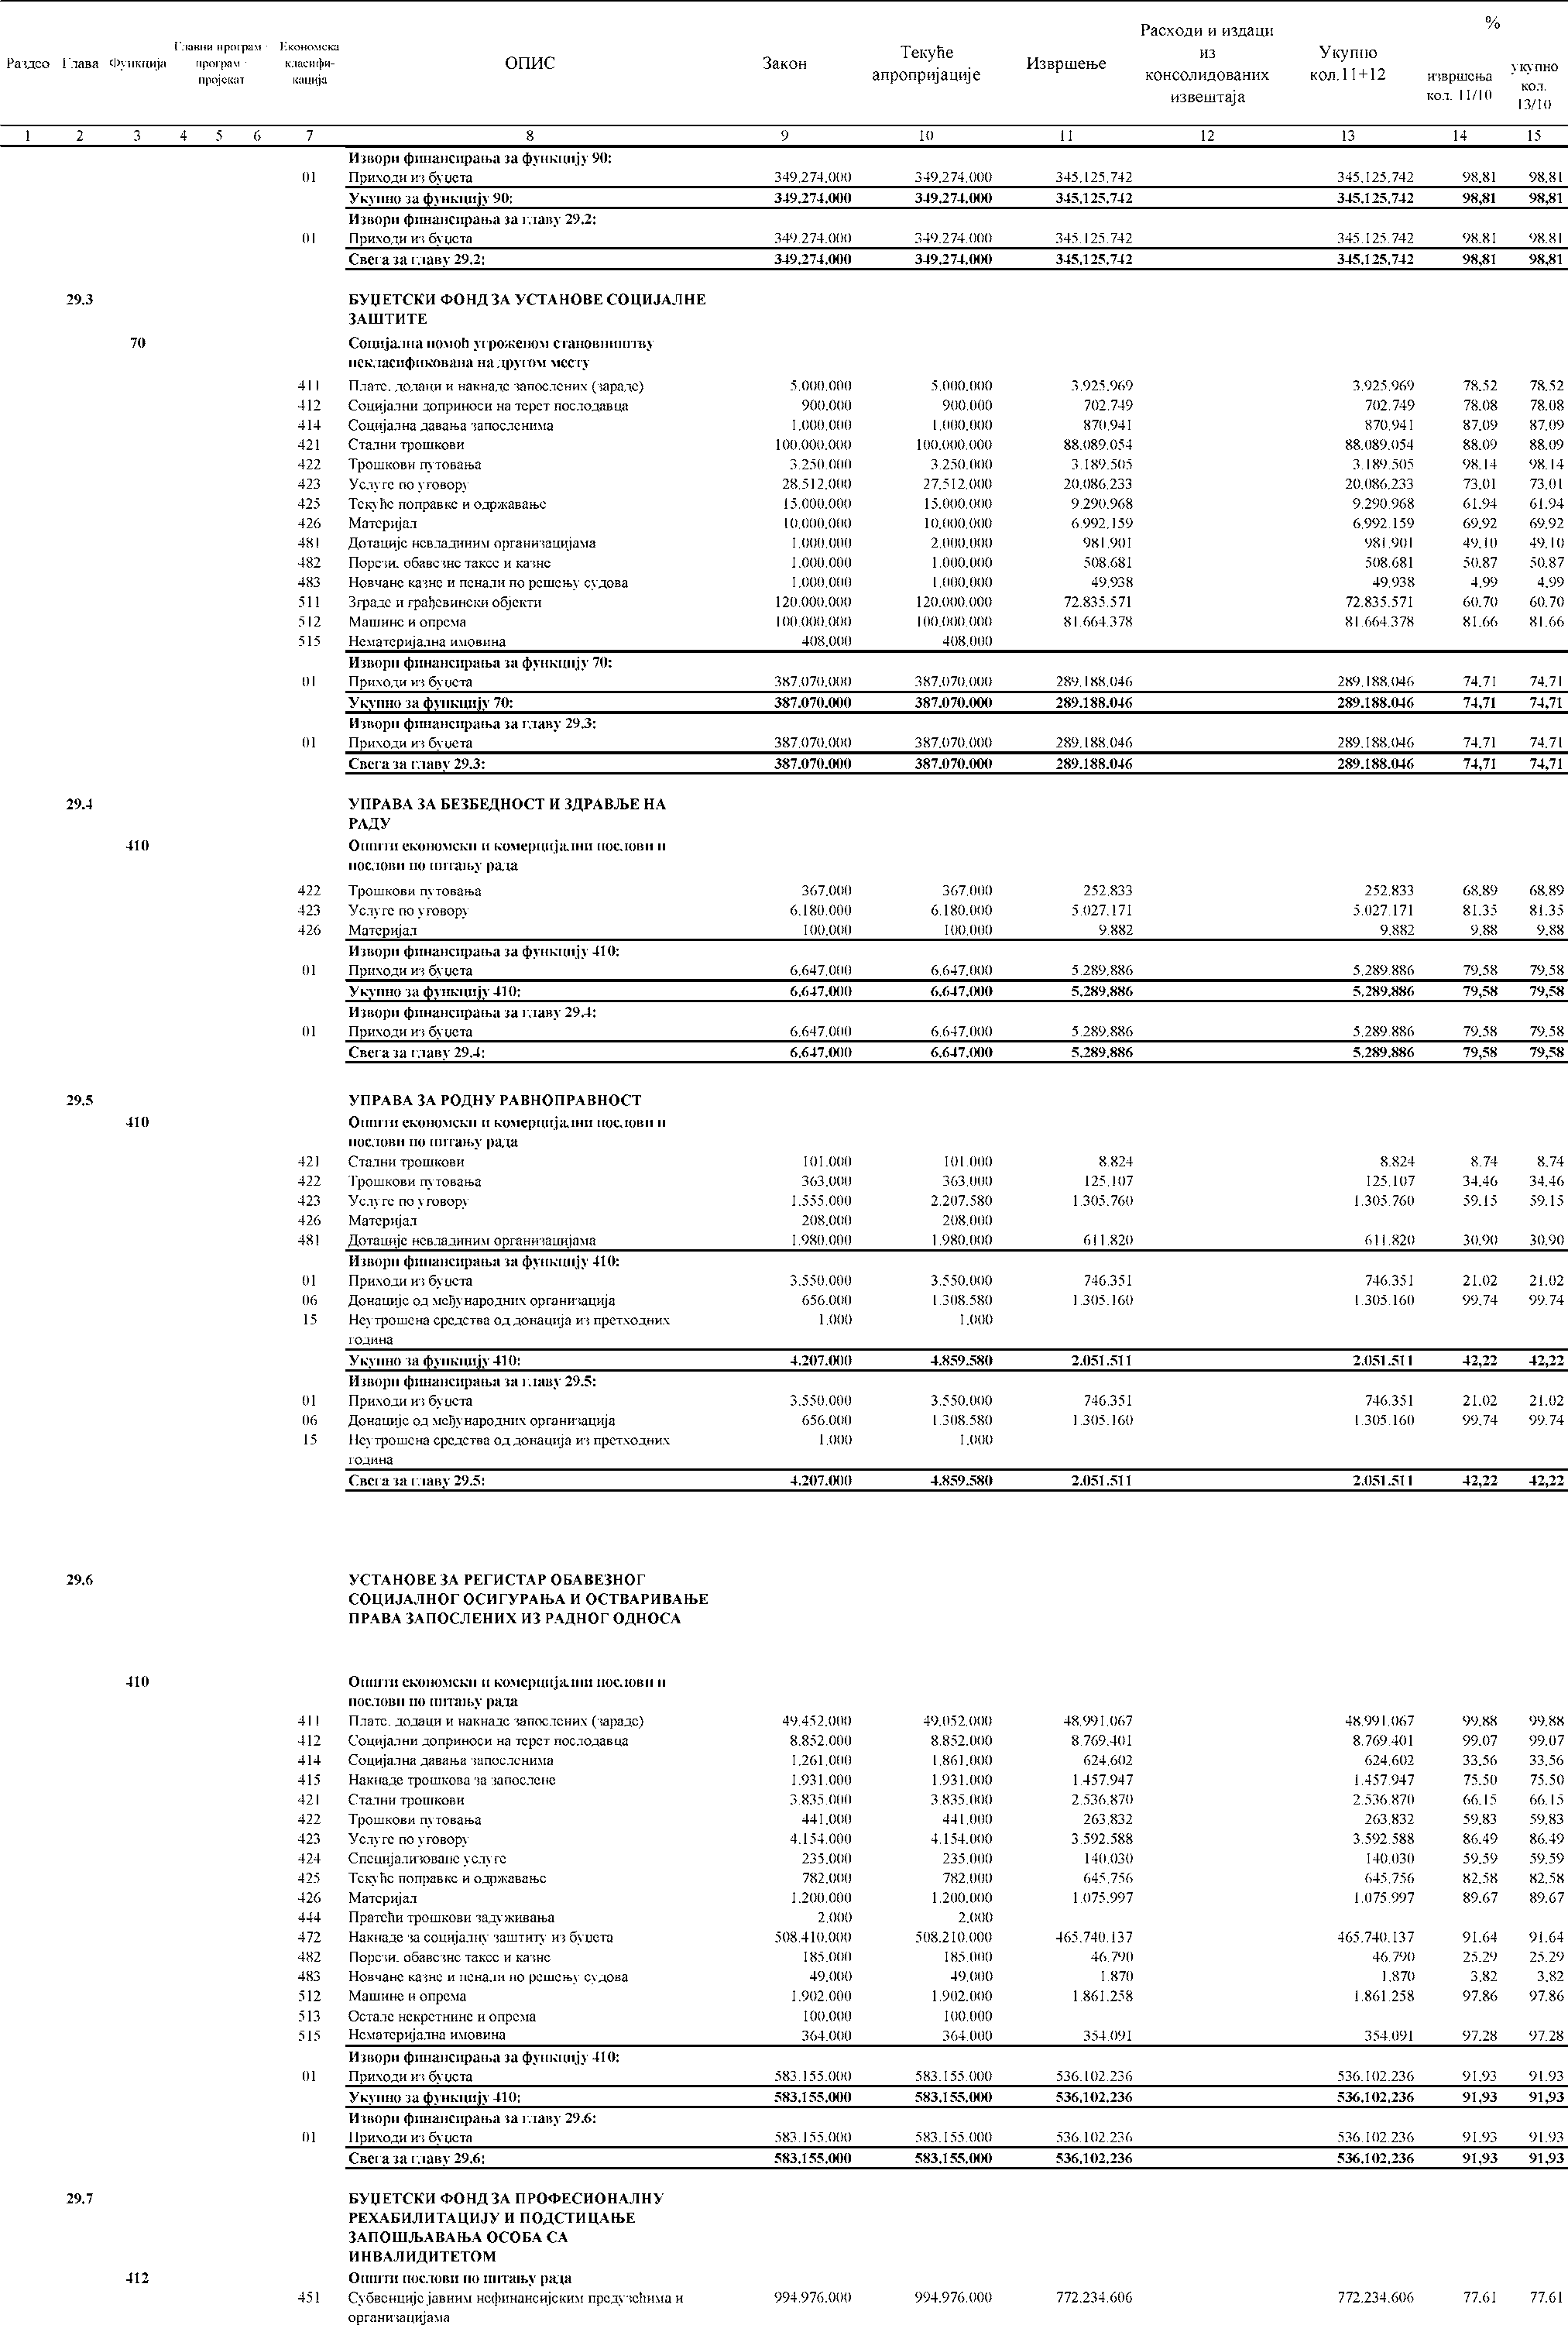 Раздео Глава Функција Главни програм - програм - пројекат Економска класификација ОПИС Закон Текуће апропријације Извршење Расходи и издаци из консолидованих извештаја Укупно кол.11+12 % извршења кол. 11/10 укупно кол. 13/10
1 2 3 4 5 6 7 8 9 10 11 12 13 14 15
Извори финансирања за функцију 90:
01 Приходи из буџета 349.274.000 349.274.000 345.125.742 345.125.742 98,81 98,81
Укупно за функцију 90: 349.274.000 349.274.000 345.125.742 345.125.742 98,81 98,81
Извори финансирања за главу 29.2:
01 Приходи из буџета 349.274.000 349.274.000 345.125.742 345.125.742 98,81 98,81
Свега за главу 29.2: 349.274.000 349.274.000 345.125.742 345.125.742 98,81 98,81
29.3 БУЏЕТСКИ ФОНД ЗА УСТАНОВЕ СОЦИЈАЛНЕ
ЗАШТИТЕ
70 Социјална помоћ угроженом становништву
некласификована на другом месту
411 Плате, додаци и накнаде запослених (зараде) 5.000.000 5.000.000 3.925.969 3.925.969 78,52 78,52
412 Социјални доприноси на терет послодавца 900.000 900.000 702.749 702.749 78,08 78,08
414 Социјална давања запосленима 1.000.000 1.000.000 870.941 870.941 87,09 87,09
421 Стални трошкови 100.000.000 100.000.000 88.089.054 88.089.054 88,09 88,09
422 Трошкови путовања 3.250.000 3.250.000 3.189.505 3.189.505 98,14 98,14
423 Услуге по уговору 28.512.000 27.512.000 20.086.233 20.086.233 73,01 73,01
425 Текуће поправке и одржавање 15.000.000 15.000.000 9.290.968 9.290.968 61,94 61,94
426 Материјал 10.000.000 10.000.000 6.992.159 6.992.159 69,92 69,92
481 Дотације невладиним организацијама 1.000.000 2.000.000 981.901 981.901 49,10 49,10
482 Порези, обавезне таксе и казне 1.000.000 1.000.000 508.681 508.681 50,87 50,87
483 Новчане казне и пенали по решењу судова 1.000.000 1.000.000 49.938 49.938 4,99 4,99
511 Зграде и грађевински објекти 120.000.000 120.000.000 72.835.571 72.835.571 60,70 60,70
512 Машине и опрема 100.000.000 100.000.000 81.664.378 81.664.378 81,66 81,66
515 Нематеријална имовина 408.000 408.000
Извори финансирања за функцију 70:
01 Приходи из буџета 387.070.000 387.070.000 289.188.046 289.188.046 74,71 74,71
Укупно за функцију 70: 387.070.000 387.070.000 289.188.046 289.188.046 74,71 74,71
Извори финансирања за главу 29.3:
01 Приходи из буџета 387.070.000 387.070.000 289.188.046 289.188.046 74,71 74,71
Свега за главу 29.3: 387.070.000 387.070.000 289.188.046 289.188.046 74,71 74,71
29.4 УПРАВА ЗА БЕЗБЕДНОСТ И ЗДРАВЉЕ НА
РАДУ
410 Општи економски и комерцијални послови и
послови по питању рада
422 Трошкови путовања 367.000 367.000 252.833 252.833 68,89 68,89
423 Услуге по уговору 6.180.000 6.180.000 5.027.171 5.027.171 81,35 81,35
426 Материјал 100.000 100.000 9.882 9.882 9,88 9,88
Извори финансирања за функцију 410:
01 Приходи из буџета 6.647.000 6.647.000 5.289.886 5.289.886 79,58 79,58
Укупно за функцију 410: 6.647.000 6.647.000 5.289.886 5.289.886 79,58 79,58
Извори финансирања за главу 29.4:
01 Приходи из буџета 6.647.000 6.647.000 5.289.886 5.289.886 79,58 79,58
Свега за главу 29.4: 6.647.000 6.647.000 5.289.886 5.289.886 79,58 79,58
29.5 УПРАВА ЗА РОДНУ РАВНОПРАВНОСТ
410 Општи економски и комерцијални послови и
послови по питању рада
421 Стални трошкови 101.000 101.000 8.824 8.824 8,74 8,74
422 Трошкови путовања 363.000 363.000 125.107 125.107 34,46 34,46
423 Услуге по уговору 1.555.000 2.207.580 1.305.760 1.305.760 59,15 59,15
426 Материјал 208.000 208.000
481 Дотације невладиним организацијама 1.980.000 1.980.000 611.820 611.820 30,90 30,90
Извори финансирања за функцију 410:
01 Приходи из буџета 3.550.000 3.550.000 746.351 746.351 21,02 21,02
06 Донације од међународних организација 656.000 1.308.580 1.305.160 1.305.160 99,74 99,74
15 Неутрошена средства од донација из претходних 1.000 1.000
година
Укупно за функцију 410: 4.207.000 4.859.580 2.051.511 2.051.511 42,22 42,22
Извори финансирања за главу 29.5:
01 Приходи из буџета 3.550.000 3.550.000 746.351 746.351 21,02 21,02
06 Донације од међународних организација 656.000 1.308.580 1.305.160 1.305.160 99,74 99,74
15 Неутрошена средства од донација из претходних 1.000 1.000
година
Свега за главу 29.5: 4.207.000 4.859.580 2.051.511 2.051.511 42,22 42,22
29.6 УСТАНОВЕ ЗА РЕГИСТАР ОБАВЕЗНОГ
СОЦИЈАЛНОГ ОСИГУРАЊА И ОСТВАРИВАЊЕ
ПРАВА ЗАПОСЛЕНИХ ИЗ РАДНОГ ОДНОСА
410 Општи економски и комерцијални послови и
послови по питању рада
411 Плате, додаци и накнаде запослених (зараде) 49.452.000 49.052.000 48.991.067 48.991.067 99,88 99,88
412 Социјални доприноси на терет послодавца 8.852.000 8.852.000 8.769.401 8.769.401 99,07 99,07
414 Социјална давања запосленима 1.261.000 1.861.000 624.602 624.602 33,56 33,56
415 Накнаде трошкова за запослене 1.931.000 1.931.000 1.457.947 1.457.947 75,50 75,50
421 Стални трошкови 3.835.000 3.835.000 2.536.870 2.536.870 66,15 66,15
422 Трошкови путовања 441.000 441.000 263.832 263.832 59,83 59,83
423 Услуге по уговору 4.154.000 4.154.000 3.592.588 3.592.588 86,49 86,49
424 Специјализоване услуге 235.000 235.000 140.030 140.030 59,59 59,59
425 Текуће поправке и одржавање 782.000 782.000 645.756 645.756 82,58 82,58
426 Материјал 1.200.000 1.200.000 1.075.997 1.075.997 89,67 89,67
444 Пратећи трошкови задуживања 2.000 2.000
472 Накнаде за социјалну заштиту из буџета 508.410.000 508.210.000 465.740.137 465.740.137 91,64 91,64
482 Порези, обавезне таксе и казне 185.000 185.000 46.790 46.790 25,29 25,29
483 Новчане казне и пенали по решењу судова 49.000 49.000 1.870 1.870 3,82 3,82
512 Машине и опрема 1.902.000 1.902.000 1.861.258 1.861.258 97,86 97,86
513 Остале некретнине и опрема 100.000 100.000
515 Нематеријална имовина 364.000 364.000 354.091 354.091 97,28 97,28
Извори финансирања за функцију 410:
01 Приходи из буџета 583.155.000 583.155.000 536.102.236 536.102.236 91,93 91,93
Укупно за функцију 410: 583.155.000 583.155.000 536.102.236 536.102.236 91,93 91,93
Извори финансирања за главу 29.6:
01 Приходи из буџета 583.155.000 583.155.000 536.102.236 536.102.236 91,93 91,93
Свега за главу 29.6: 583.155.000 583.155.000 536.102.236 536.102.236 91,93 91,93
29.7 БУЏЕТСКИ ФОНД ЗА ПРОФЕСИОНАЛНУ
РЕХАБИЛИТАЦИЈУ И ПОДСТИЦАЊЕ
ЗАПОШЉАВАЊА ОСОБА СА
ИНВАЛИДИТЕТОМ
412 Општи послови по питању рада
451 Субвенције јавним нефинансијским предузећима и 994.976.000 994.976.000 772.234.606 772.234.606 77,61 77,61
организацијама